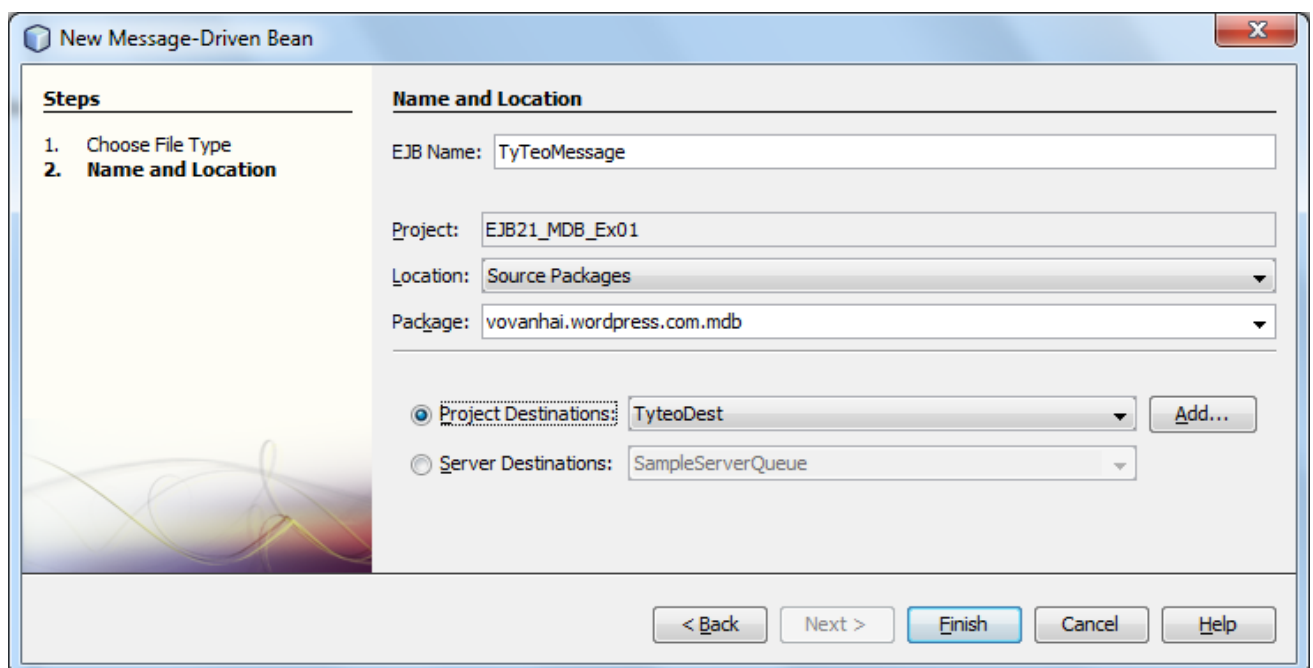 New Message-Driven Bean
Steps
1. Choose File Type
2. Name and Location
Name and Location
EJB Name: TyTeoMessage
Project: EJB21_MDB_Ex01
Location: Source Packages
Package: vovanhai.wordpress.com.mdb
Project Destinations: TyteoDest Add...
Server Destinations: SampleServerQueue
< Back Next > Finish Cancel Help